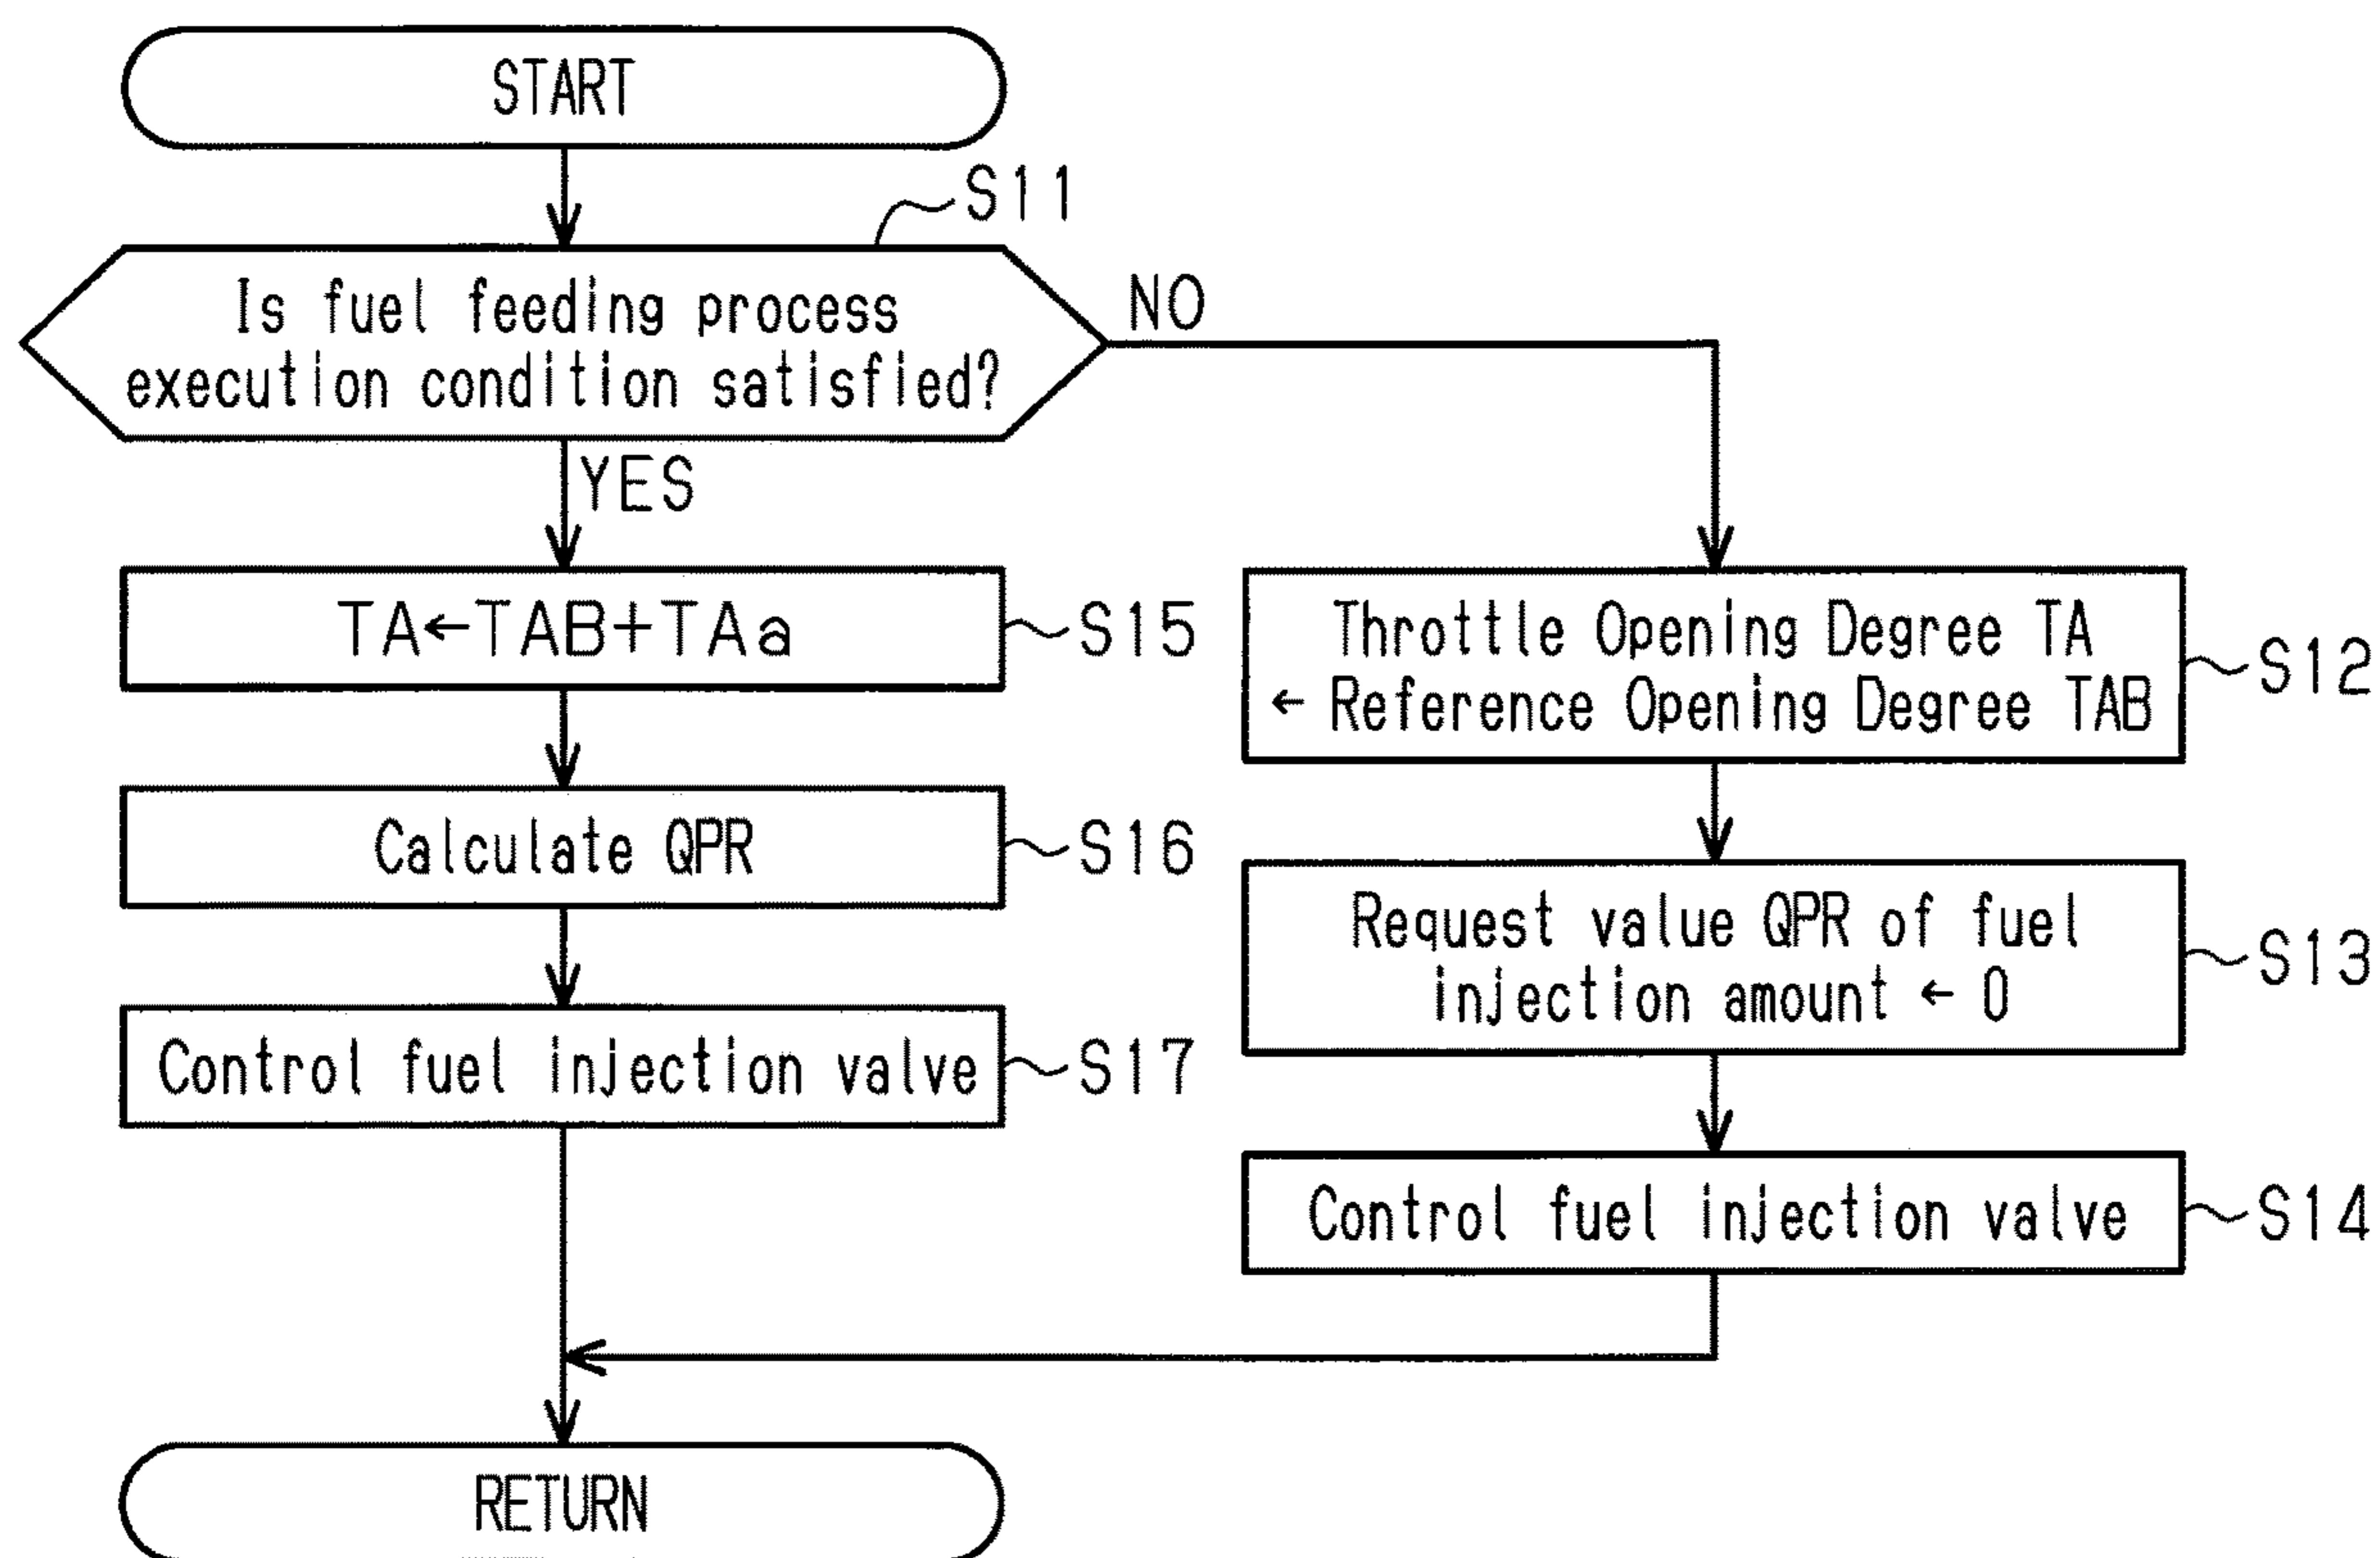 START
S11
Is fuel feeding process
execution condition satisfied?
NO
YES
TA←TAB+TAa
S15
Throttle Opening Degree TA
← Reference Opening Degree TAB
S12
Calculate QPR
S16
Request value QPR of fuel
injection amount ← 0
S13
Control fuel injection valve
S17
Control fuel injection valve
S14
RETURN